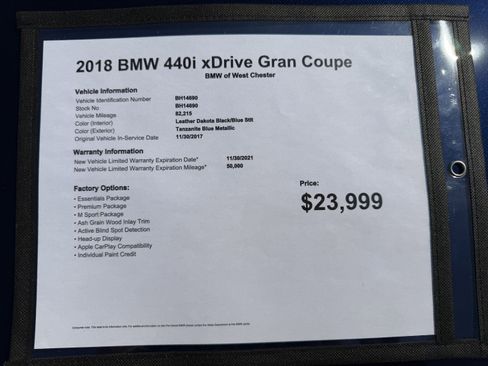 2018 BMW 440i xDrive Gran Coupe
BMW of West Chester
Vehicle Information
Vehicle Identification Number BH14690
Stock No BH14690
Vehicle Mileage 82,215
Color (Interior) Leather Dakota Black/Blue Stit
Color (Exterior) Tanzanite Blue Metallic
Original Vehicle In-Service Date 11/30/2017
Warranty Information
New Vehicle Limited Warranty Expiration Date* 11/30/2021
New Vehicle Limited Warranty Expiration Mileage* 50,000
Factory Options:
Price:
• Essentials Package
• Premium Package
• M Sport Package
• Ash Grain Wood Inlay Trim
• Active Blind Spot Detection
• Head-up Display
• Apple CarPlay Compatibility
• Individual Paint Credit
$23,999